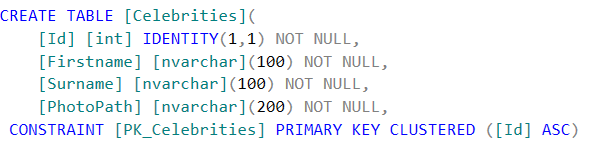 CREATE TABLE [Celebrities](
    [Id] [int] IDENTITY(1,1) NOT NULL,
    [Firstname] [nvarchar](100) NOT NULL,
    [Surname] [nvarchar](100) NOT NULL,
    [PhotoPath] [nvarchar](200) NOT NULL,
 CONSTRAINT [PK_Celebrities] PRIMARY KEY CLUSTERED ([Id] ASC)